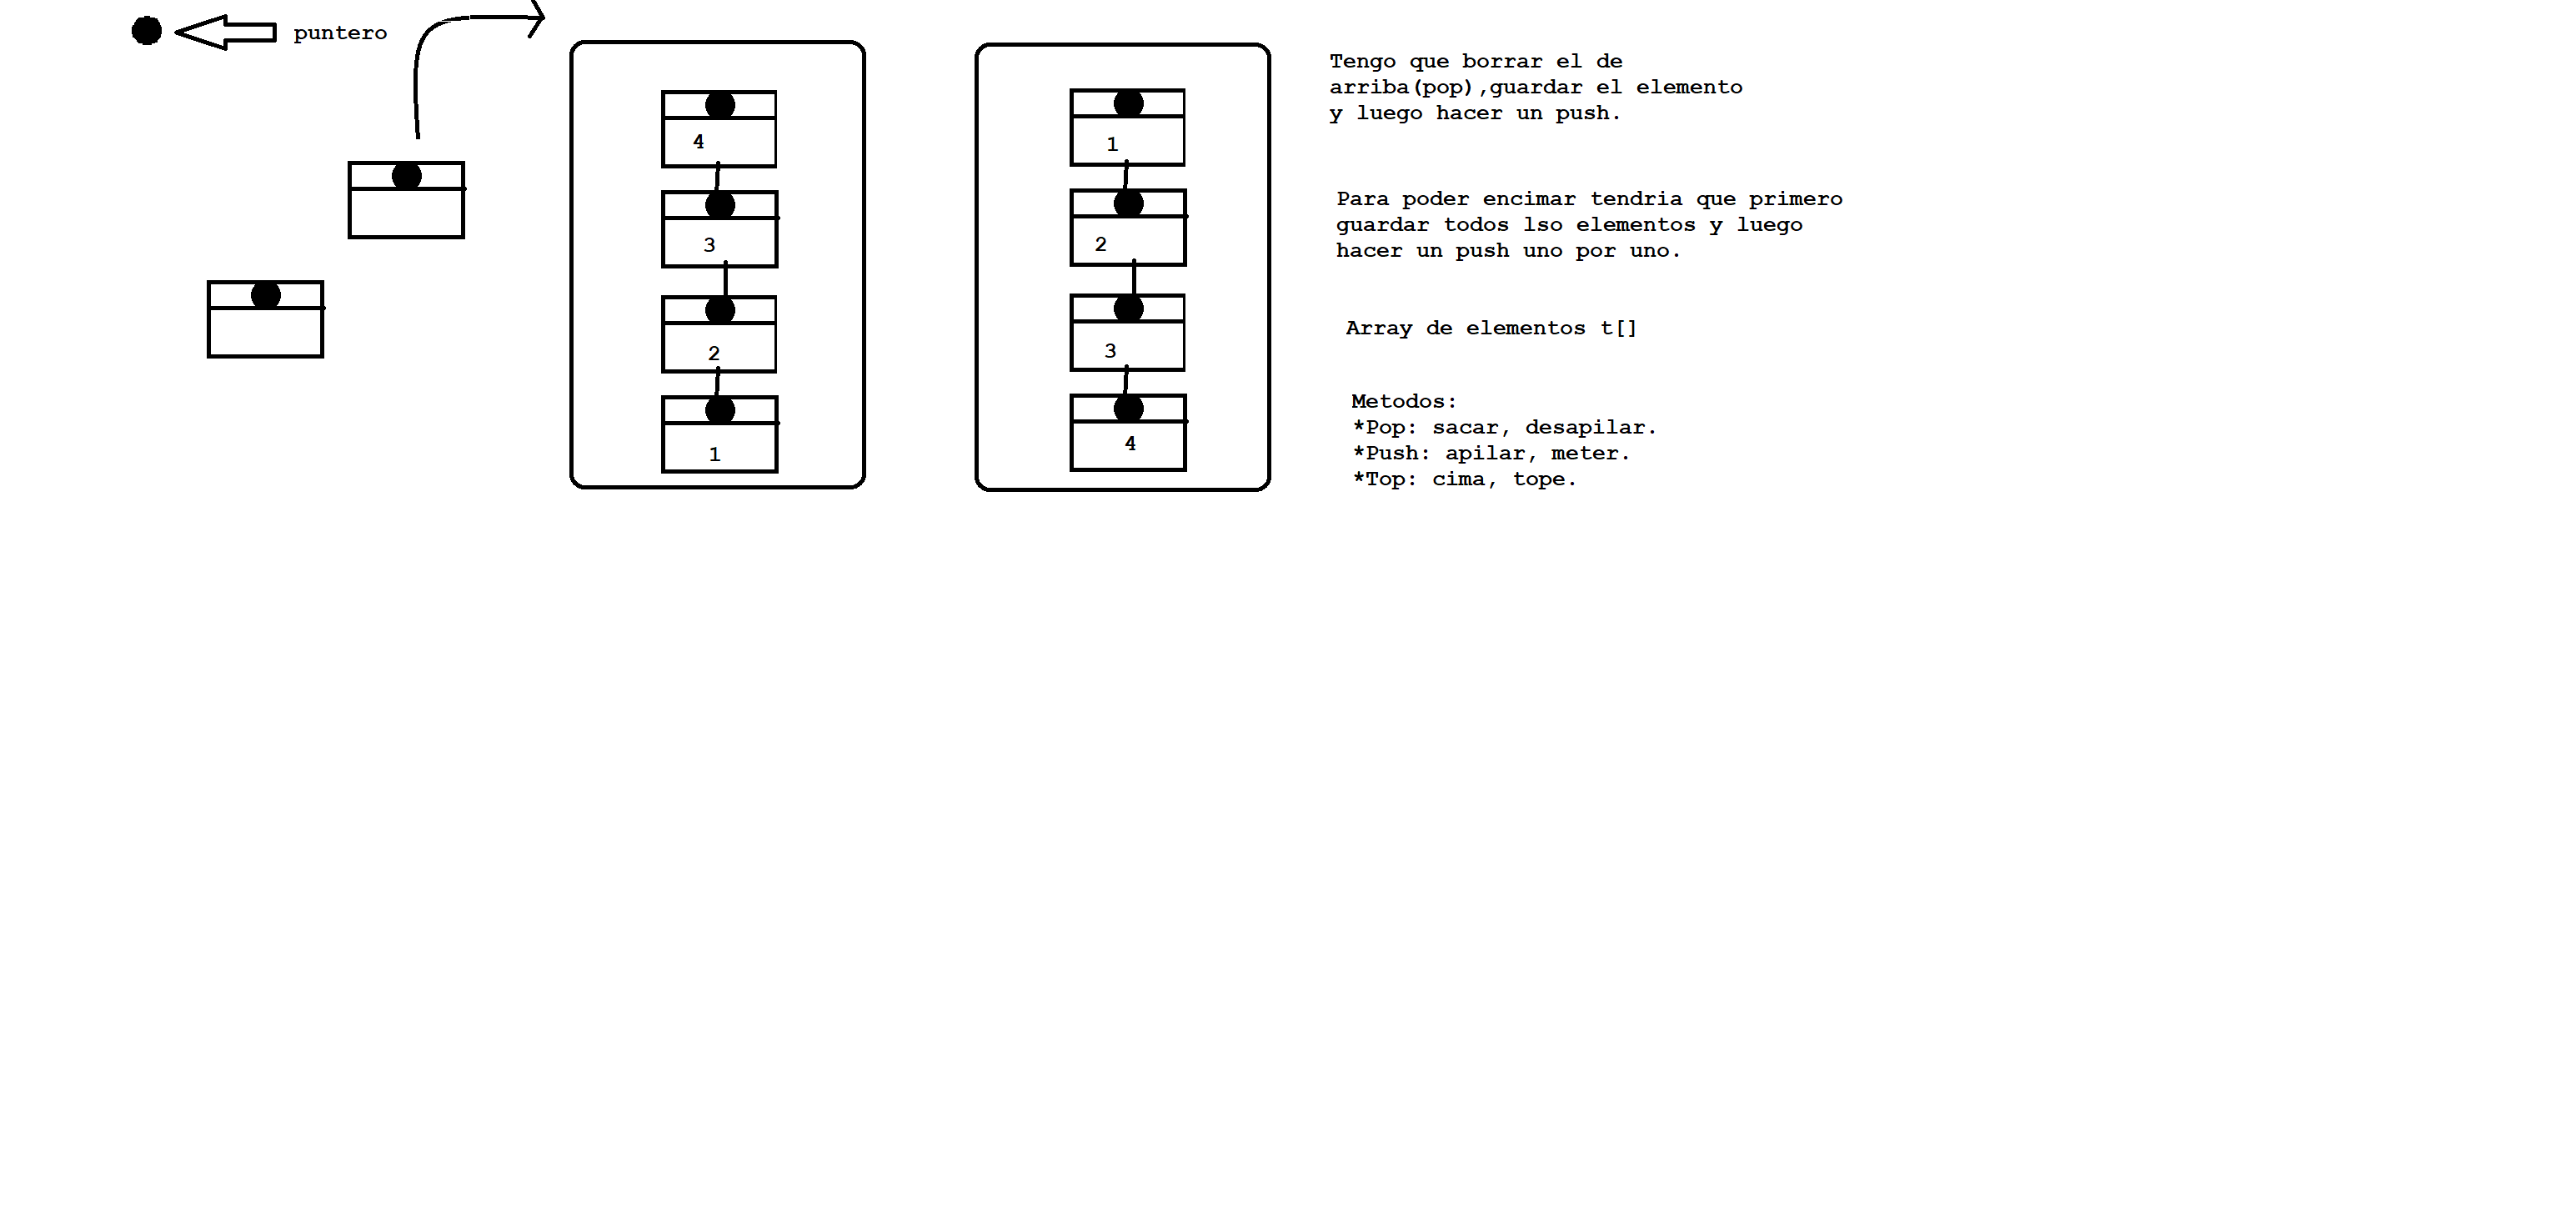 puntero
4
3
2
1
1
2
3
4
Tengo que borrar el de
arriba(pop),guardar el elemento
y luego hacer un push.
Para poder encimar tendria que primero
guardar todos lso elementos y luego
hacer un push uno por uno.
Array de elementos t[]
Metodos:
*Pop: sacar, desapilar.
*Push: apilar, meter.
*Top: cima, tope.